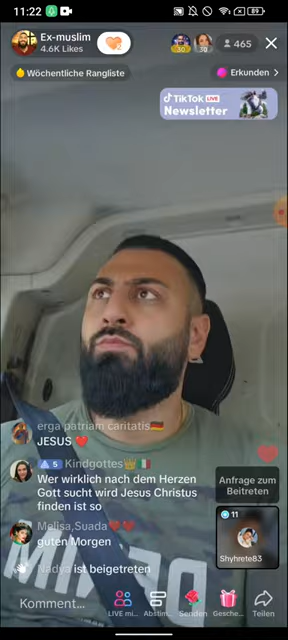 11:22
89
Ex-muslim
4.6K Likes
30
30
465
Wöchentliche Rangliste
Erkunden
TikTok LIVE
Newsletter
erga patriam caritatis🇩🇪
JESUS ❤️
5 Kindgottes👑🇮🇹
Wer wirklich nach dem Herzen
Gott sucht wird Jesus Christus
finden ist so
Anfrage zum
Beitreten
11
Shyhrete83
Melisa,Suada❤️❤️
guten Morgen
Nadya ist beigetreten
Komment...
LIVE mi...
Abstim...
Senden
Gesche...
Teilen